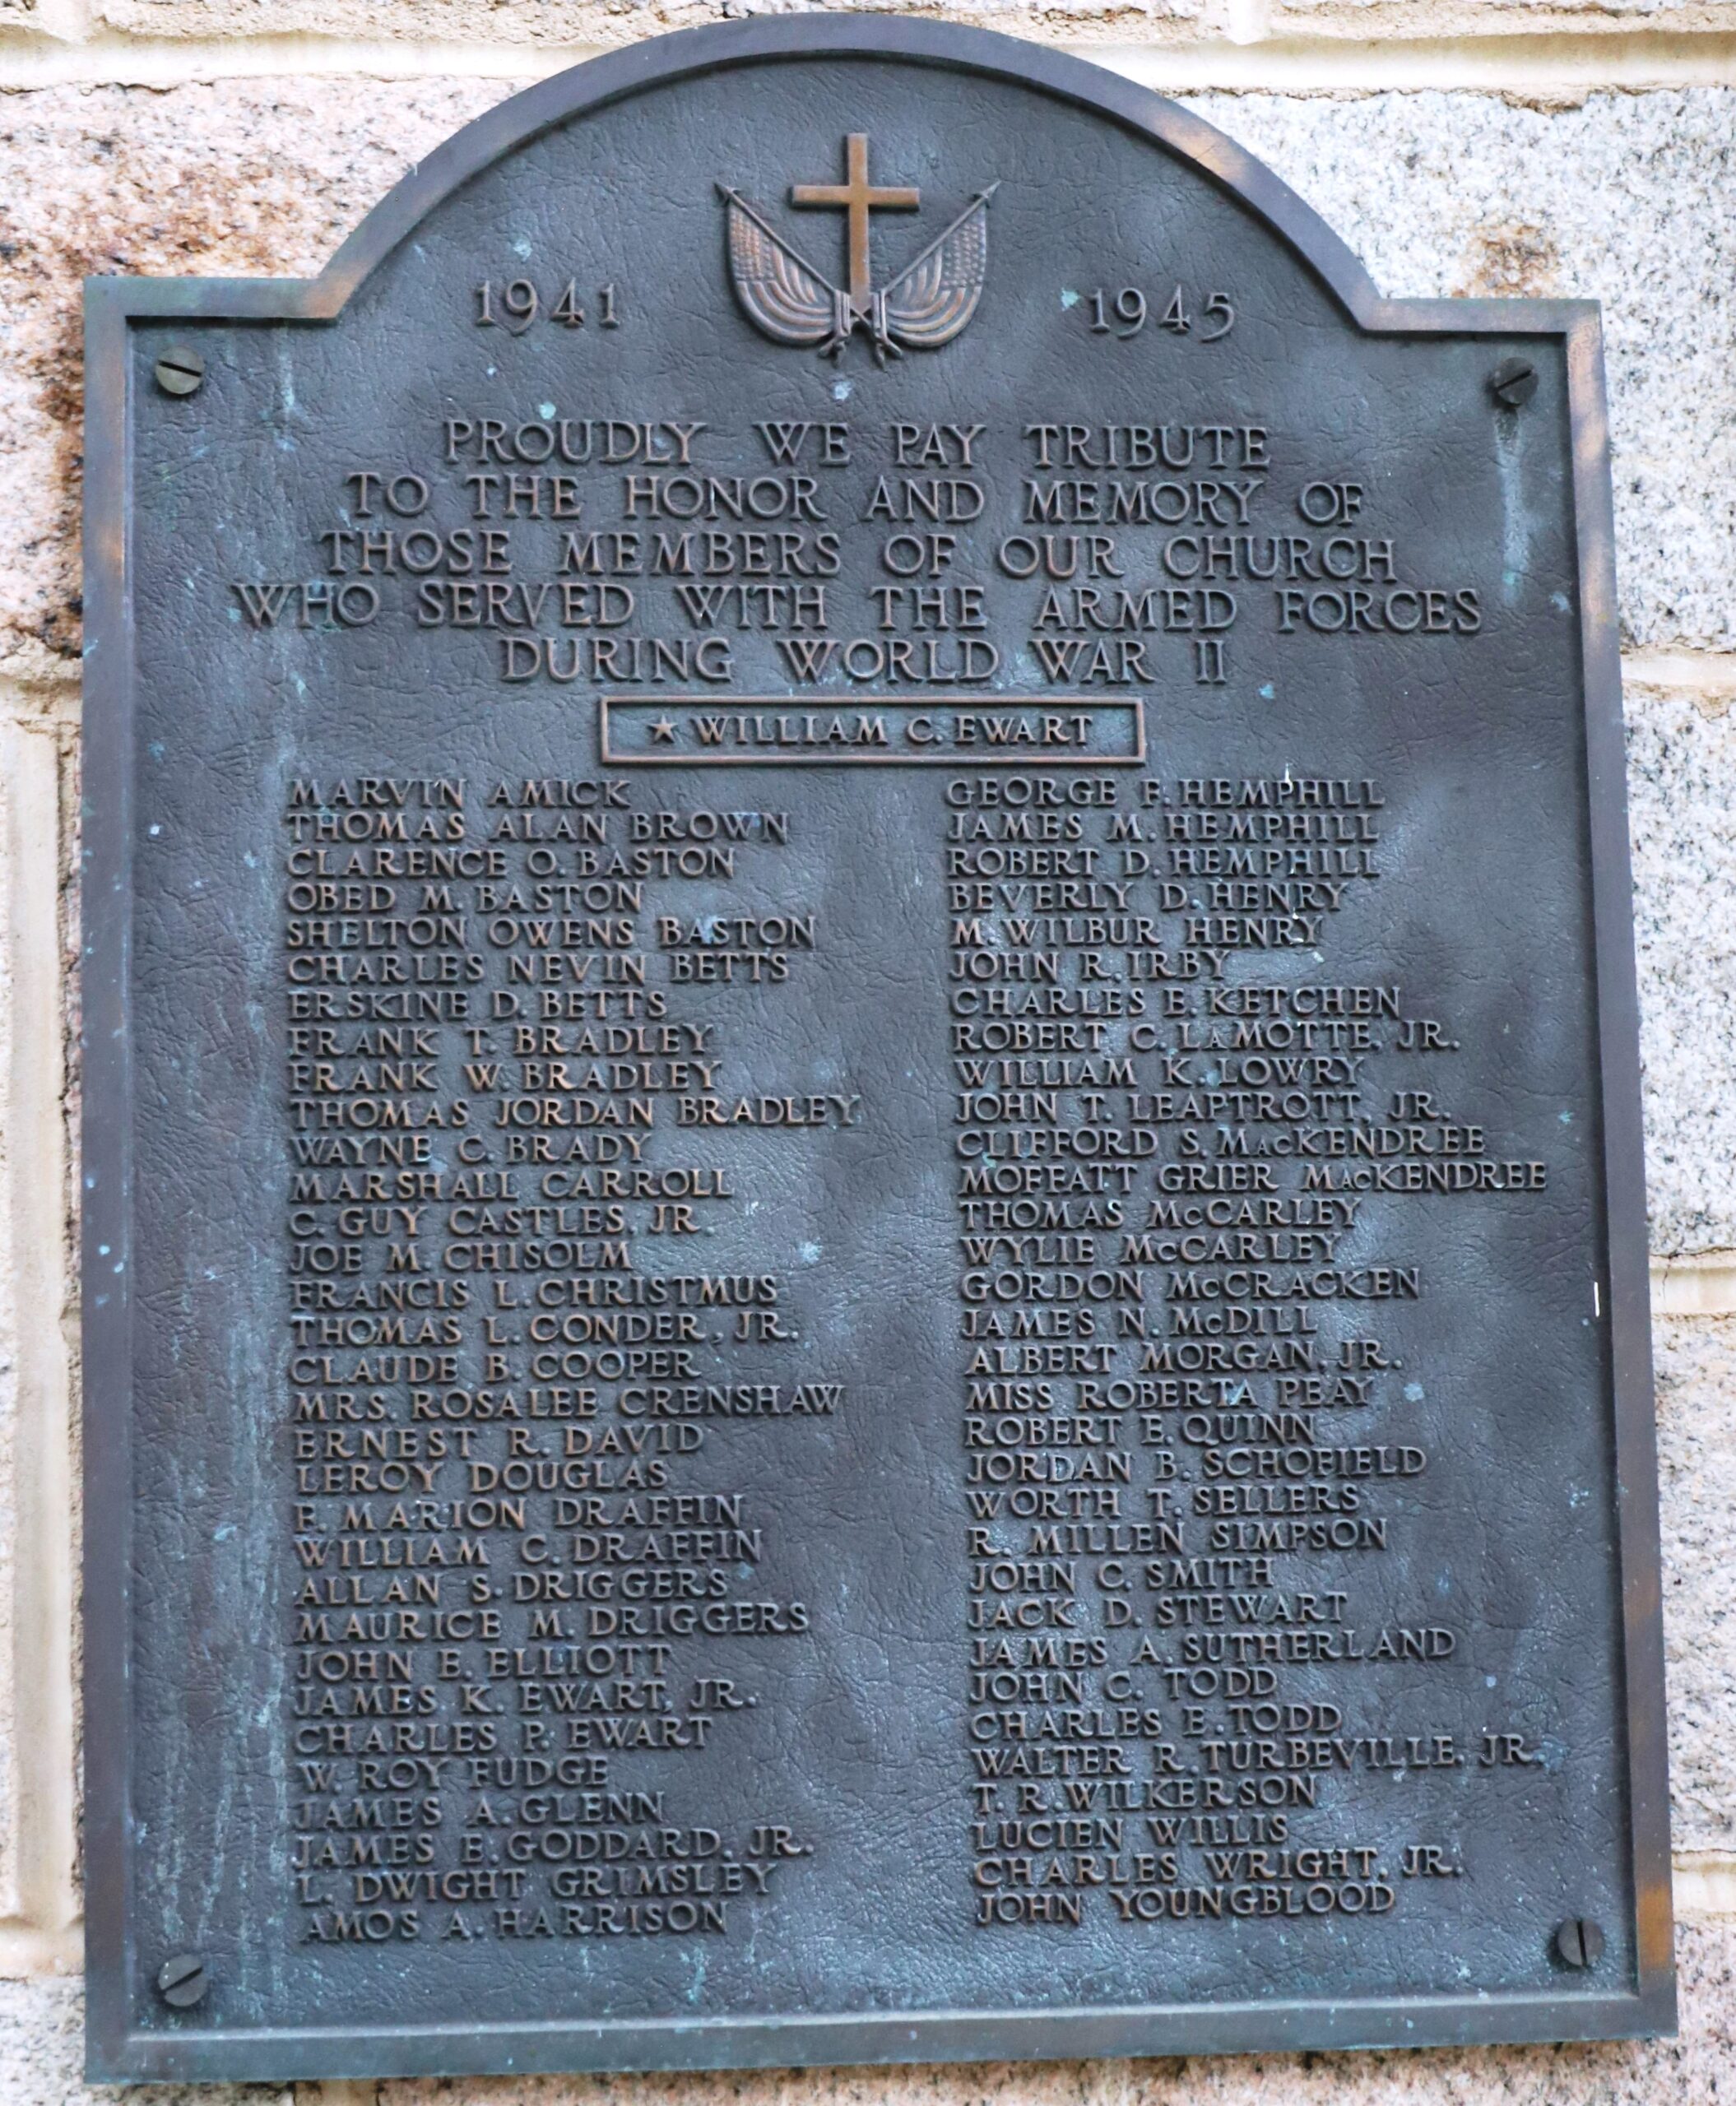 1941 1945
PROUDLY WE PAY TRIBUTE
TO THE HONOR AND MEMORY OF
THOSE MEMBERS OF OUR CHURCH
WHO SERVED WITH THE ARMED FORCES
DURING WORLD WAR II
★ WILLIAM C. EWART
MARVIN AMICK
THOMAS ALAN BROWN
CLARENCE O. BASTON
OBED M. BASTON
SHELTON OWENS BASTON
CHARLES NEVIN BETTS
ERSKINE D. BETTS
FRANK T. BRADLEY
FRANK W. BRADLEY
THOMAS JORDAN BRADLEY
WAYNE C. BRADY
MARSHALL CARROLL
C. GUY CASTLES, JR.
JOE M. CHISOLM
FRANCIS L. CHRISTMUS
THOMAS L. CONDER, JR.
CLAUDE B. COOPER
MRS. ROSALEE CRENSHAW
ERNEST R. DAVID
LEROY DOUGLAS
P. MARION DRAFFIN
WILLIAM C. DRAFFIN
ALLAN S. DRIGGERS
MAURICE M. DRIGGERS
JOHN E. ELLIOTT
JAMES K. EWART, JR.
CHARLES P. EWART
W. ROY FUDGE
JAMES A. GLENN
JAMES E. GODDARD, JR.
L. DWIGHT GRIMSLEY
AMOS A. HARRISON
GEORGE F. HEMPHILL
JAMES M. HEMPHILL
ROBERT D. HEMPHILL
BEVERLY D. HENRY
M. WILBUR HENRY
JOHN R. IRBY
CHARLES E. KETCHEN
ROBERT C. LAMOTTE, JR.
WILLIAM K. LOWRY
JOHN T. LEAPTROTT, JR.
CLIFFORD S. MacKENDREE
MOFFATT GRIER MacKENDREE
THOMAS McCARLEY
WYLIE McCARLEY
GORDON McCRACKEN
JAMES N. McDILL
ALBERT MORGAN, JR.
MISS ROBERTA PEAY
ROBERT E. QUINN
JORDAN B. SCHOFIELD
WORTH T. SELLERS
R. MILLEN SIMPSON
JOHN C. SMITH
JACK D. STEWART
JAMES A. SUTHERLAND
JOHN C. TODD
CHARLES E. TODD
WALTER R. TURBEVILLE, JR.
T. R. WILKERSON
LUCIEN WILLIS
CHARLES WRIGHT, JR.
JOHN YOUNGBLOOD